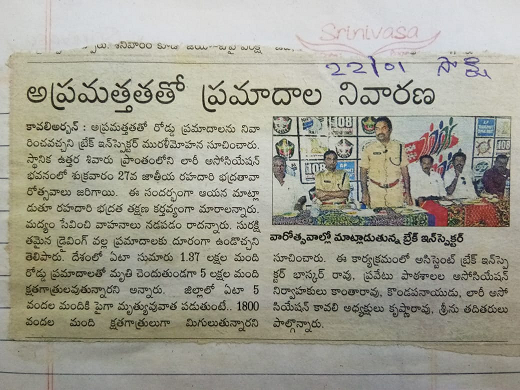 Srinivasa
22/01 సాక్షి
అప్రమత్తతతో ప్రమాదాల నివారణ
కావలిఅర్బన్ : అప్రమత్తతతో రోడ్డు ప్రమాదాలను నివా
రించవచ్చని బ్రేక్ ఇన్‌స్పెక్టర్ మురళీమోహన సూచించారు.
స్థానిక ఉత్తర శివారు ప్రాంతంలోని లారీ అసోసియేషన్
భవనంలో శుక్రవారం 27వ జాతీయ రహదారి భద్రతావా
రోత్సవాలు జరిగాయి. ఈ సందర్భంగా ఆయన మాట్లా
డుతూ రహదారి భద్రత తక్షణ కర్తవ్యంగా మారాలన్నారు.
మద్యం సేవించి వాహనాలు నడపడం రాదన్నారు. సురక్షి
తమైన డ్రైవింగ్ వల్ల ప్రమాదాలకు దూరంగా ఉండొచ్చని
తెలిపారు. దేశంలో ఏటా సుమారు 1.37 లక్షల మంది
రోడ్డు ప్రమాదాలతో మృతి చెందుతుండగా 5 లక్షల మంది
క్షతగాత్రులవుతున్నారని అన్నారు. జిల్లాలో ఏటా 5
వందల మందికి పైగా మృత్యువువాత పడుతుంటే.. 1800
వందల మంది క్షతగాత్రులుగా మిగులుతున్నారని
108
108
వారోత్సవాల్లో మాట్లాడుతున్న బ్రేక్ ఇన్‌స్పెక్టర్
సూచించారు. ఈ కార్యక్రమంలో అసిస్టెంట్ బ్రేక్ ఇన్‌స్పె
క్టర్ భాస్కర్ రావు, ప్రవేటు పాఠశాలల ఆసోసియేషన్
నిర్వాహకులు కాంతారావు, కొండపనాయుడు, లారీ అసో
సియేషన్ కావలి అధ్యక్షులు కృష్ణారావు, శ్రీను తదితరులు
పాల్గొన్నారు.